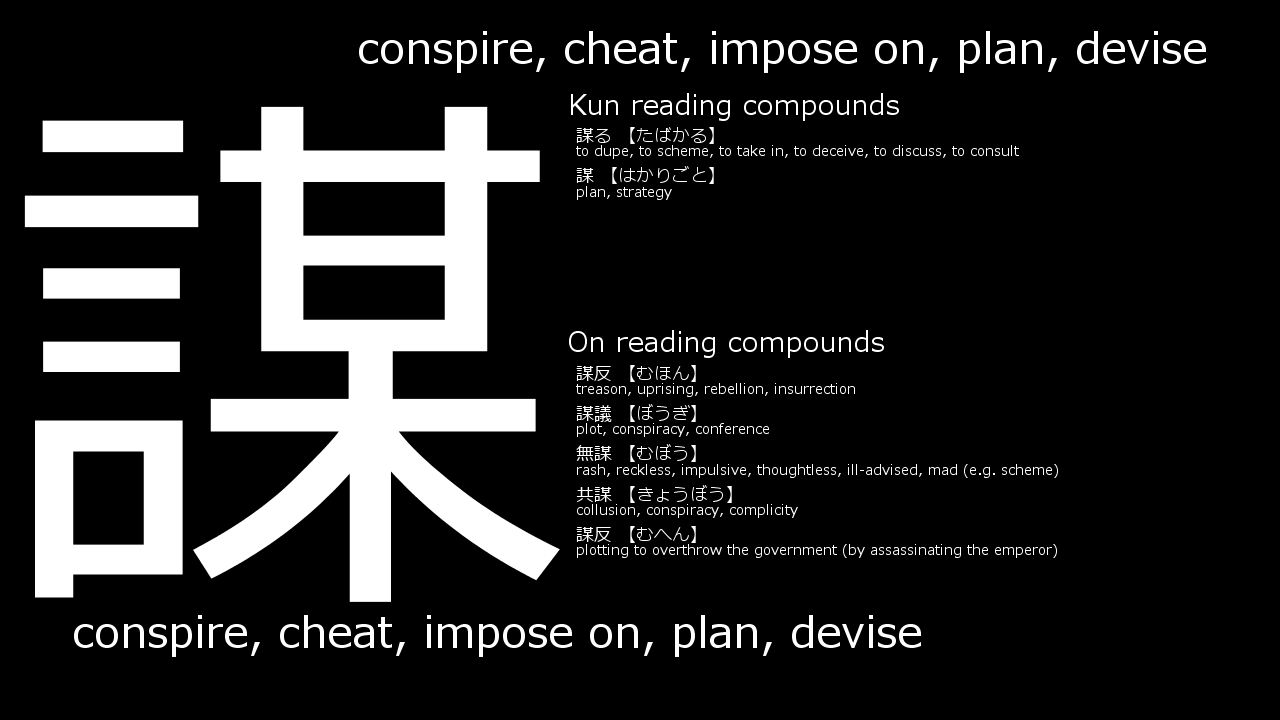 conspire, cheat, impose on, plan, devise
謀
Kun reading compounds
謀る 【たばかる】
to dupe, to scheme, to take in, to deceive, to discuss, to consult
謀 【はかりごと】
plan, strategy
On reading compounds
謀反 【むほん】
treason, uprising, rebellion, insurrection
謀議 【ぼうぎ】
plot, conspiracy, conference
無謀 【むぼう】
rash, reckless, impulsive, thoughtless, ill-advised, mad (e.g. scheme)
共謀 【きょうぼう】
collusion, conspiracy, complicity
謀反 【むへん】
plotting to overthrow the government (by assassinating the emperor)
conspire, cheat, impose on, plan, devise